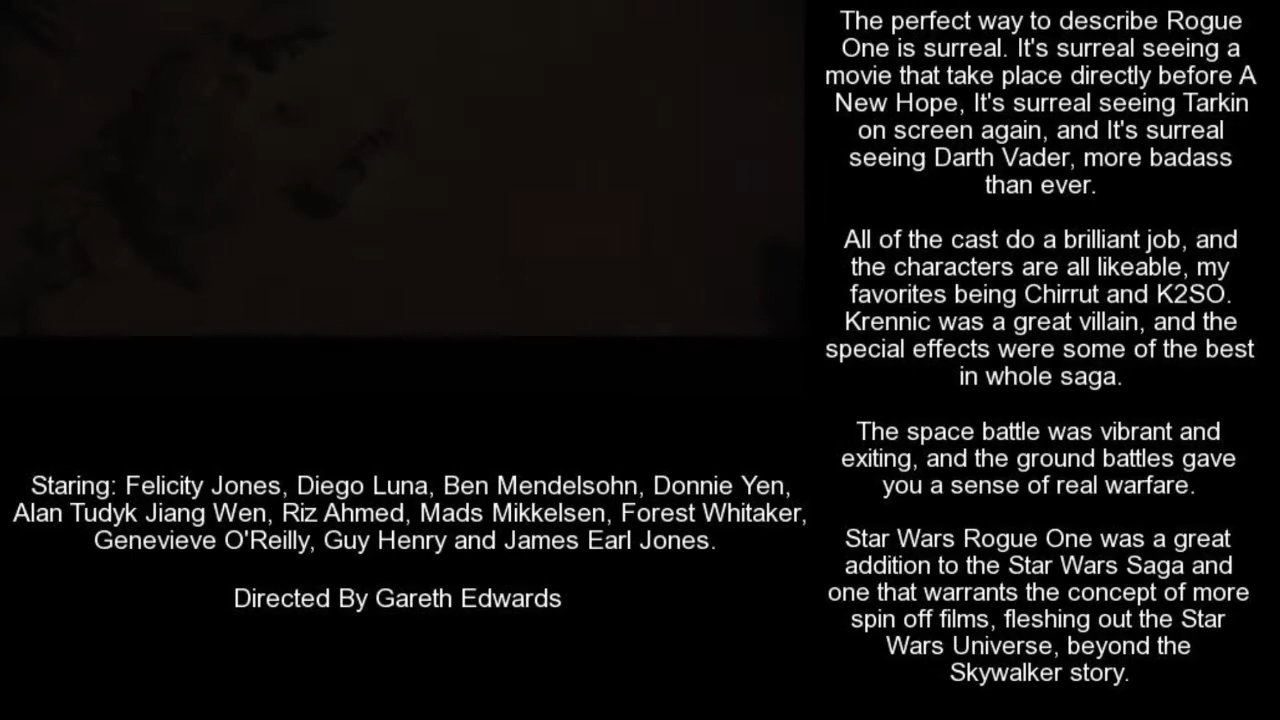 The perfect way to describe Rogue
One is surreal. It's surreal seeing a
movie that take place directly before A
New Hope, It's surreal seeing Tarkin
on screen again, and It's surreal
seeing Darth Vader, more badass
than ever.
All of the cast do a brilliant job, and
the characters are all likeable, my
favorites being Chirrut and K2SO.
Krennic was a great villain, and the
special effects were some of the best
in whole saga.
The space battle was vibrant and
exiting, and the ground battles gave
you a sense of real warfare.
Star Wars Rogue One was a great
addition to the Star Wars Saga and
one that warrants the concept of more
spin off films, fleshing out the Star
Wars Universe, beyond the
Skywalker story.
Staring: Felicity Jones, Diego Luna, Ben Mendelsohn, Donnie Yen,
Alan Tudyk Jiang Wen, Riz Ahmed, Mads Mikkelsen, Forest Whitaker,
Genevieve O'Reilly, Guy Henry and James Earl Jones.
Directed By Gareth Edwards